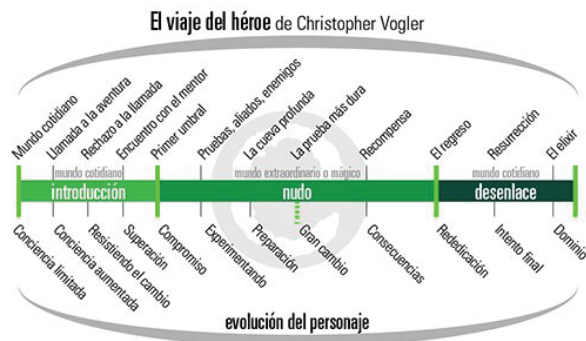 El viaje del héroe de Christopher Vogler
Mundo cotidiano
Llamada a la aventura
Rechazo a la llamada
Encuentro con el mentor
Primer umbral
Pruebas, aliados, enemigos
La cueva profunda
La prueba más dura
Recompensa
El regreso
Resurrección
El elixir
mundo cotidiano
mundo extraordinario o mágico
mundo cotidiano
introducción
nudo
desenlace
Conciencia limitada
Conciencia aumentada
Resistiendo el cambio
Superación
Compromiso
Experimentando
Preparación
Gran cambio
Consecuencias
Rededicación
Intento final
Dominio
evolución del personaje